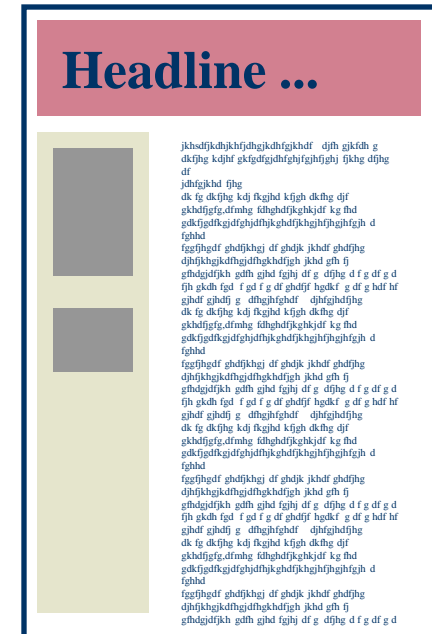 Headline ...
jkhsdfjkdhjkhfjdhgjkdhfgjkhdf djfh gjkfdh g
dkfjhg kdjhf gkfgdfgjdhfghjfgjhfjghj fjkhg dfjhg
df
jdhfgjkhd fjhg
dk fg dkfjhg kdj fkgjhd kfjgh dkfhg djf
gkhdfjgfg,dfmhg fdhghdfjkghkjdf kg fhd
gdkfjgdfkgjdfghjdfhjkghdfjkhgjhfjhgjhfgjh d
fghhd
fggfjhgdf ghdfjkhgj df ghdjk jkhdf ghdfjhg
djhfjkhgjkdfhgjdfhgkhdfjgh jkhd gfh fj
gfhdgjdfjkh gdfh gjhd fgjhj df g dfjhg d f g df g d
fjh gkdh fgd f gd f g df ghdfjf hgdkf g df g hdf hf
gjhdf gjhdfj g dfhgjhfghdf djhfgjhdfjhg
dk fg dkfjhg kdj fkgjhd kfjgh dkfhg djf
gkhdfjgfg,dfmhg fdhghdfjkghkjdf kg fhd
gdkfjgdfkgjdfghjdfhjkghdfjkhgjhfjhgjhfgjh d
fghhd
fggfjhgdf ghdfjkhgj df ghdjk jkhdf ghdfjhg
djhfjkhgjkdfhgjdfhgkhdfjgh jkhd gfh fj
gfhdgjdfjkh gdfh gjhd fgjhj df g dfjhg d f g df g d
fjh gkdh fgd f gd f g df ghdfjf hgdkf g df g hdf hf
gjhdf gjhdfj g dfhgjhfghdf djhfgjhdfjhg
dk fg dkfjhg kdj fkgjhd kfjgh dkfhg djf
gkhdfjgfg,dfmhg fdhghdfjkghkjdf kg fhd
gdkfjgdfkgjdfghjdfhjkghdfjkhgjhfjhgjhfgjh d
fghhd
fggfjhgdf ghdfjkhgj df ghdjk jkhdf ghdfjhg
djhfjkhgjkdfhgjdfhgkhdfjgh jkhd gfh fj
gfhdgjdfjkh gdfh gjhd fgjhj df g dfjhg d f g df g d
fjh gkdh fgd f gd f g df ghdfjf hgdkf g df g hdf hf
gjhdf gjhdfj g dfhgjhfghdf djhfgjhdfjhg
dk fg dkfjhg kdj fkgjhd kfjgh dkfhg djf
gkhdfjgfg,dfmhg fdhghdfjkghkjdf kg fhd
gdkfjgdfkgjdfghjdfhjkghdfjkhgjhfjhgjhfgjh d
fghhd
fggfjhgdf ghdfjkhgj df ghdjk jkhdf ghdfjhg
djhfjkhgjkdfhgjdfhgkhdfjgh jkhd gfh fj
gfhdgjdfjkh gdfh gjhd fgjhj df g dfjhg d f g df g d